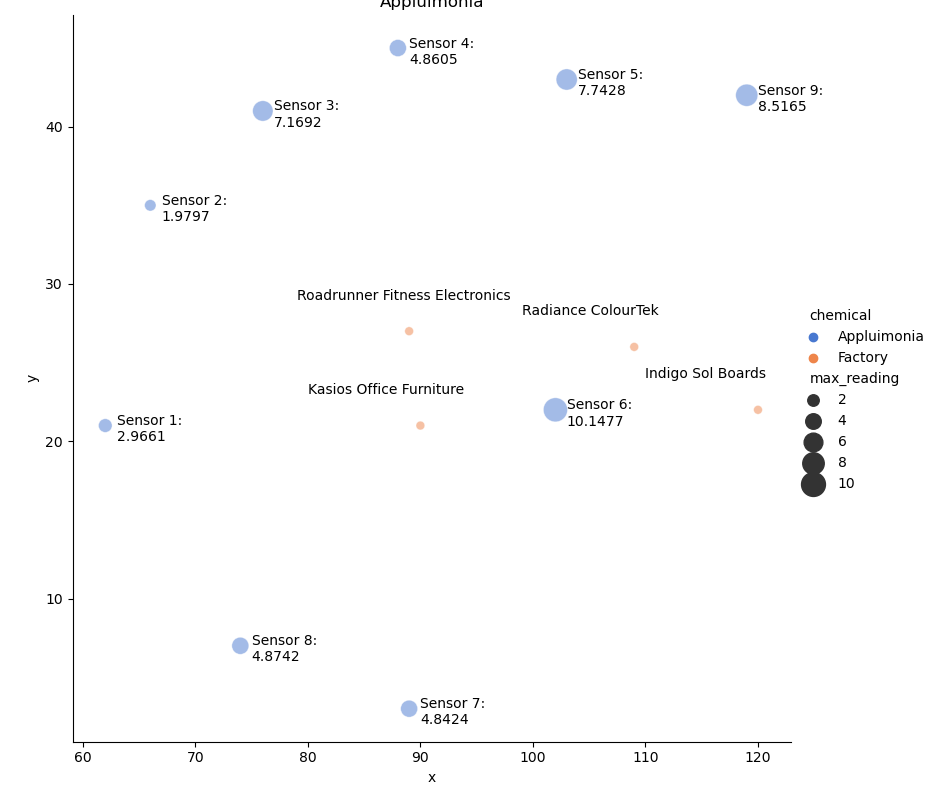 Appluimonia
Sensor 4:
4.8605
Sensor 5:
7.7428
Sensor 9:
8.5165
Sensor 3:
7.1692
40
Sensor 2:
1.9797
30
Roadrunner Fitness Electronics
Radiance ColourTek
Indigo Sol Boards
Kasios Office Furniture
Sensor 6:
10.1477
Sensor 1:
2.9661
20
y
10
Sensor 8:
4.8742
Sensor 7:
4.8424
60
70
80
90
100
110
120
x
chemical
Appluimonia
Factory
max_reading
2
4
6
8
10